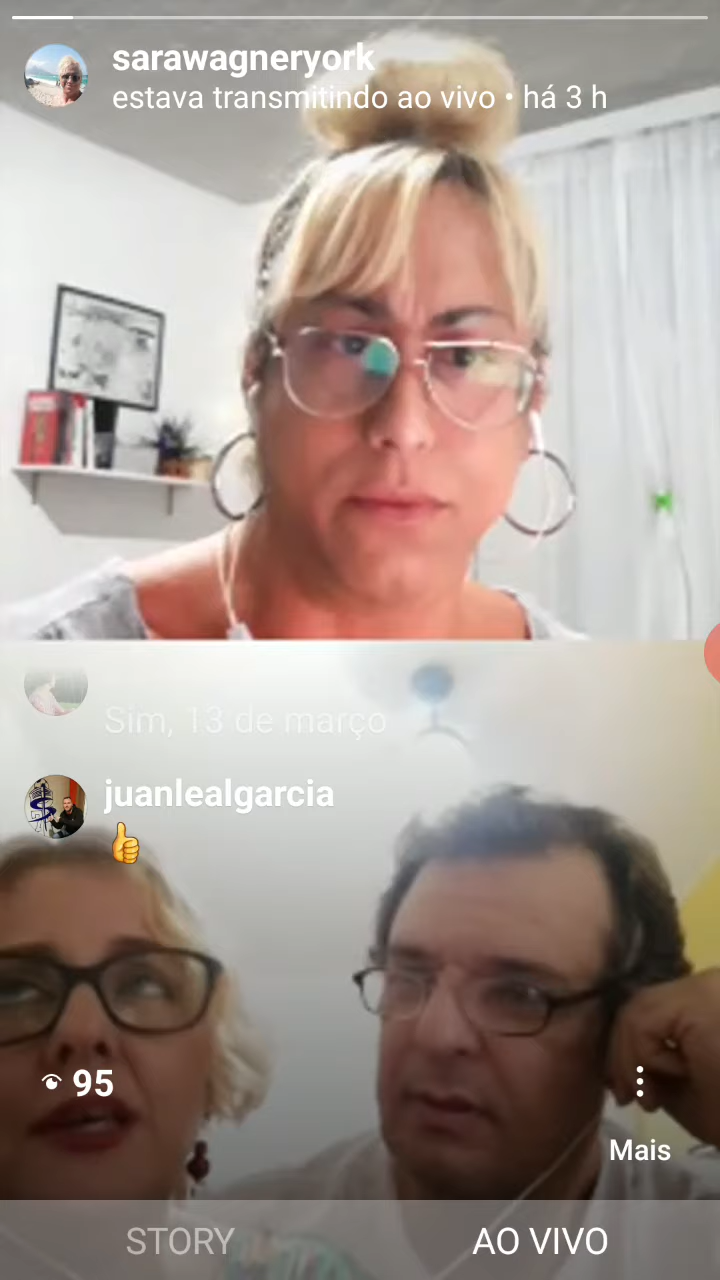 sarawagneryork
estava transmitindo ao vivo • há 3 h
Sim, 13 de março
juanlealgarcia
👍
95
Mais
STORY
AO VIVO